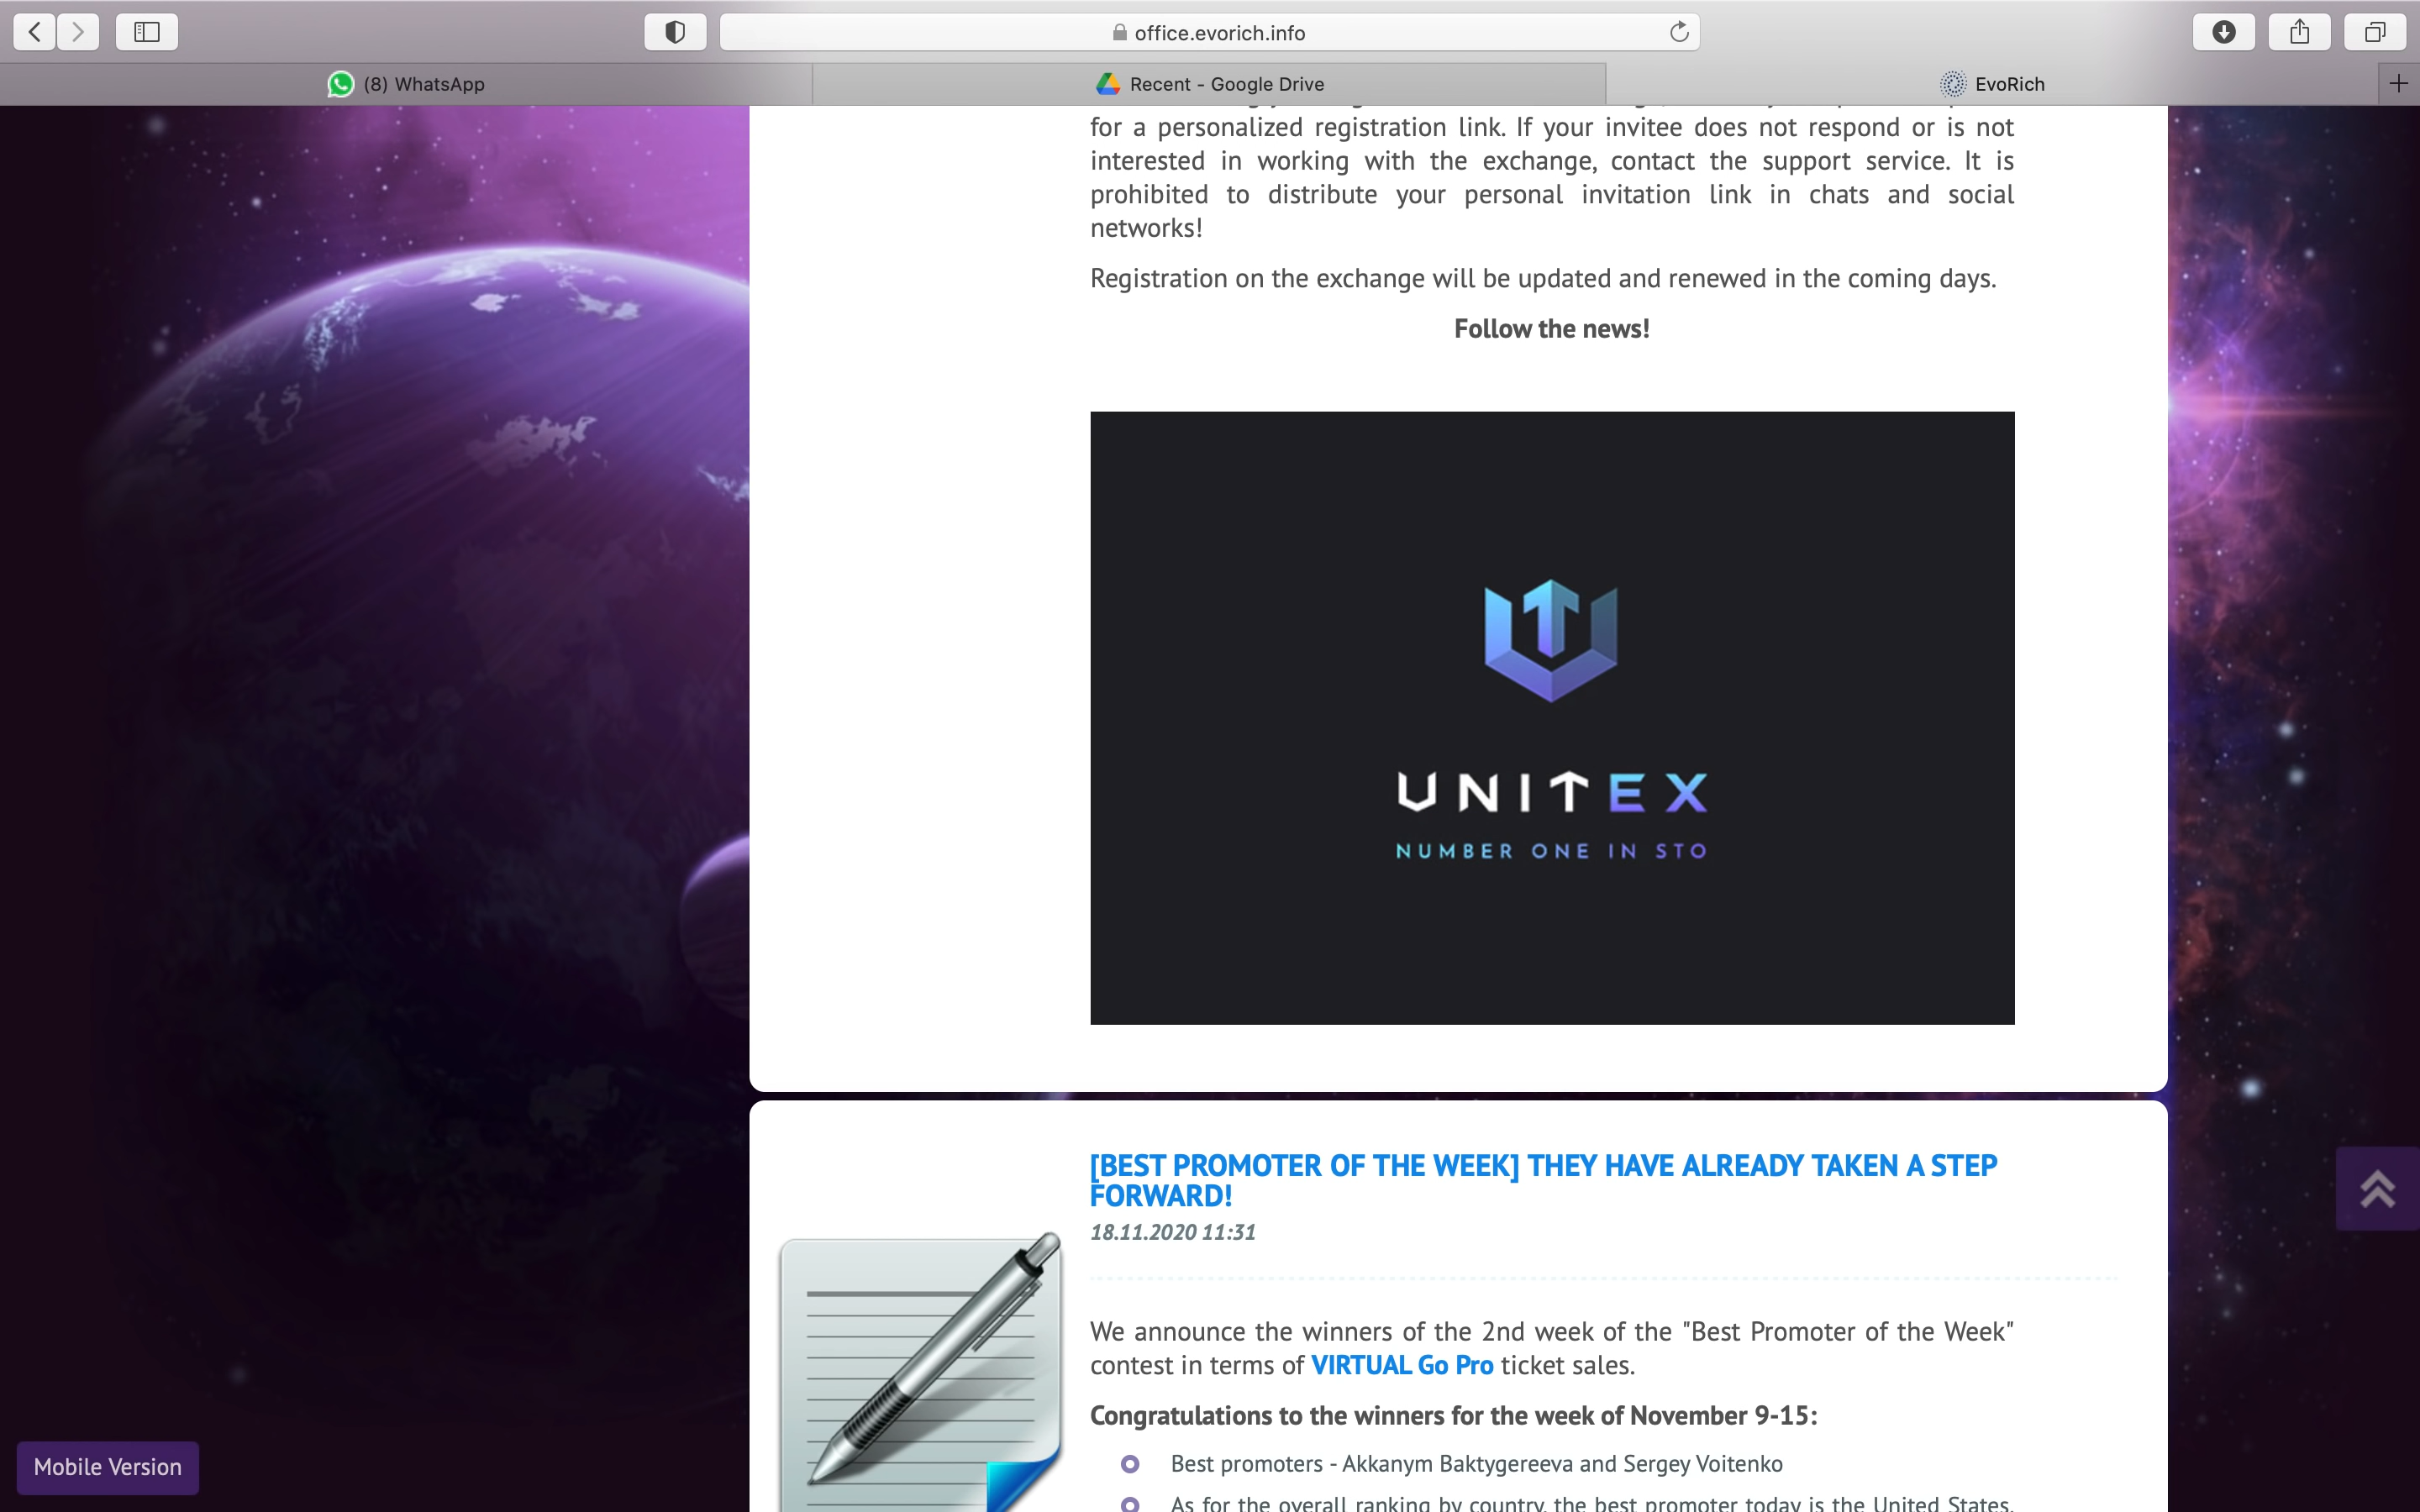 office.evorich.info
(8) WhatsApp
Recent - Google Drive
EvoRich
for a personalized registration link. If your invitee does not respond or is not
interested in working with the exchange, contact the support service. It is
prohibited to distribute your personal invitation link in chats and social
networks!
Registration on the exchange will be updated and renewed in the coming days.
Follow the news!
UNITEX
NUMBER ONE IN STO
[BEST PROMOTER OF THE WEEK] THEY HAVE ALREADY TAKEN A STEP
FORWARD!
18.11.2020 11:31
We announce the winners of the 2nd week of the "Best Promoter of the Week"
contest in terms of VIRTUAL Go Pro ticket sales.
Congratulations to the winners for the week of November 9-15:
Best promoters - Akkanym Baktygereeva and Sergey Voitenko
As for the overall ranking by country, the best promoter today is the United States,
Mobile Version